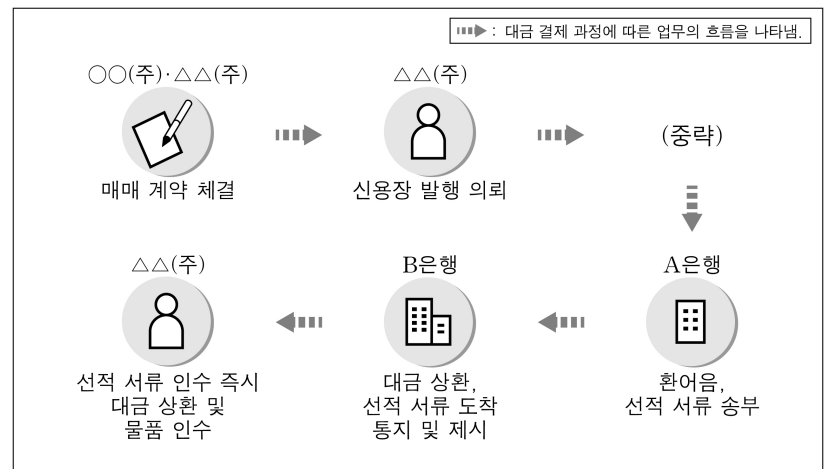 : 대금 결제 과정에 따른 업무의 흐름을 나타냄.
○○(주)·△△(주)
매매 계약 체결
△△(주)
신용장 발행 의뢰
(중략)
A은행
환어음,
선적 서류 송부
B은행
대금 상환,
선적 서류 도착
통지 및 제시
△△(주)
선적 서류 인수 즉시
대금 상환 및
물품 인수